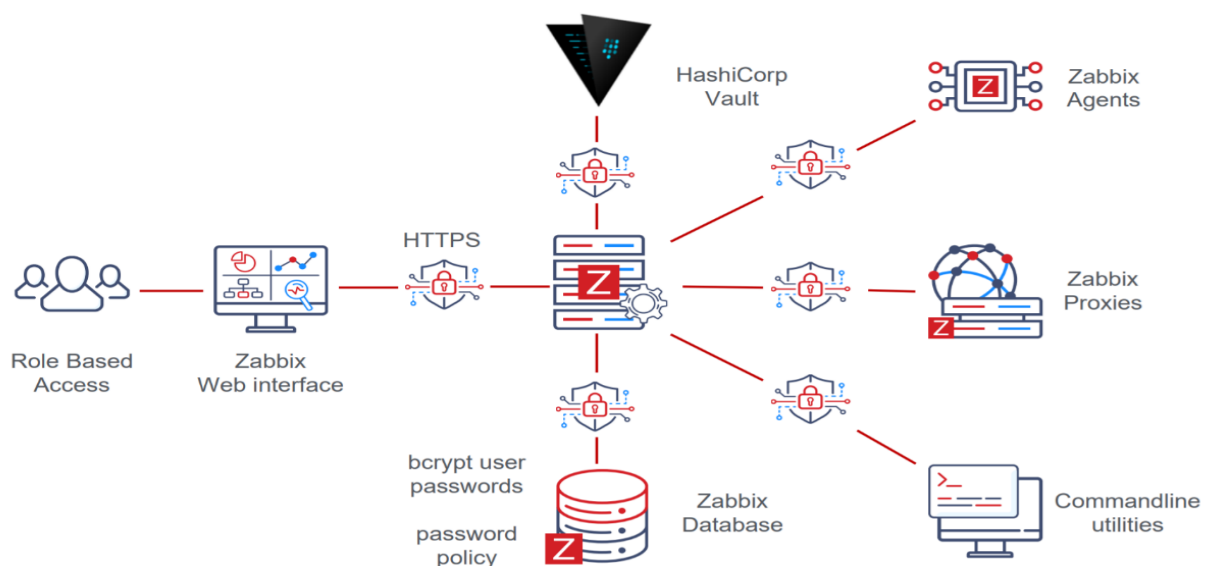 HashiCorp
Vault
Zabbix
Agents
HTTPS
Z
Z
Role Based
Access
Zabbix
Web interface
Zabbix
Proxies
Z
bcrypt user
passwords
password
policy
Z
Zabbix
Database
>_
Commandline
utilities